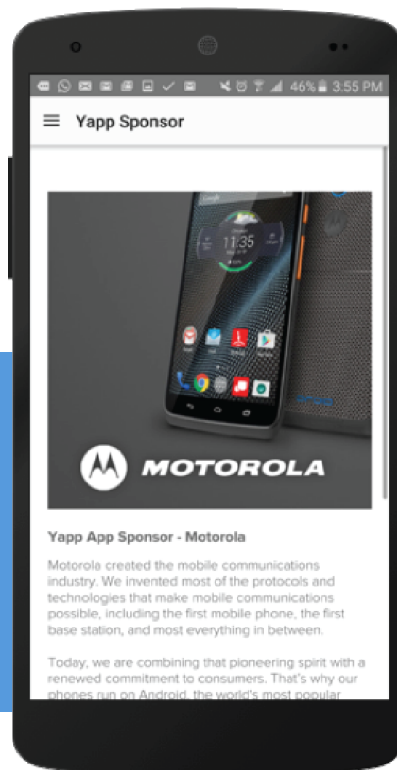 46% 3:55 PM
Yapp Sponsor
Google
11:35
MOTOROLA
Yapp App Sponsor - Motorola
Motorola created the mobile communications
industry. We invented most of the protocols and
technologies that make mobile communications
possible, including the first mobile phone, the first
base station, and most everything in between.
Today, we are combining that pioneering spirit with a
renewed commitment to consumers. That's why our
phones run on Android, the world's most popular